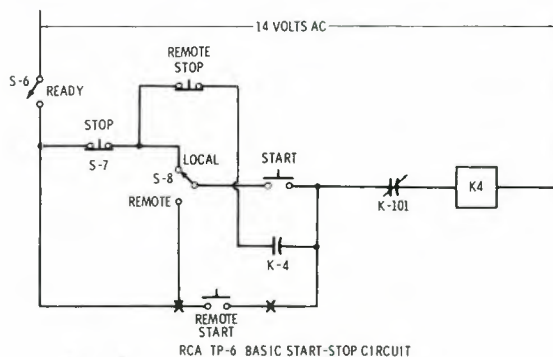 14 VOLTS AC
REMOTE
STOP
S-6
READY
STOP
S-7
LOCAL
S-8
START
REMOTE
K-101
K4
K-4
REMOTE
START
RCA TP-6 BASIC START-STOP CIRCUIT